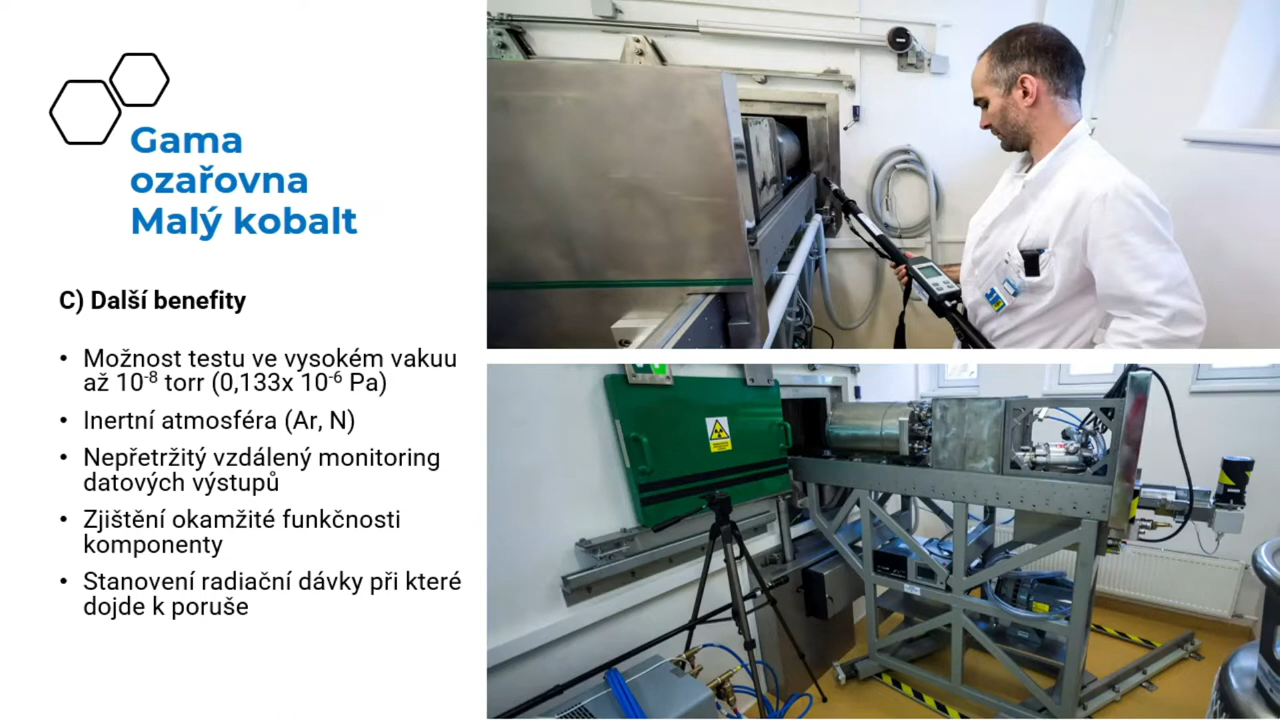 Gama
ozařovna
Malý kobalt
C) Další benefity
• Možnost testu ve vysokém vakuu
až 10⁻⁸ torr (0,133x 10⁻⁶ Pa)
• Inertní atmosféra (Ar, N)
• Nepřetržitý vzdálený monitoring
datových výstupů
• Zjištění okamžité funkčnosti
komponenty
• Stanovení radiační dávky při které
dojde k poruše